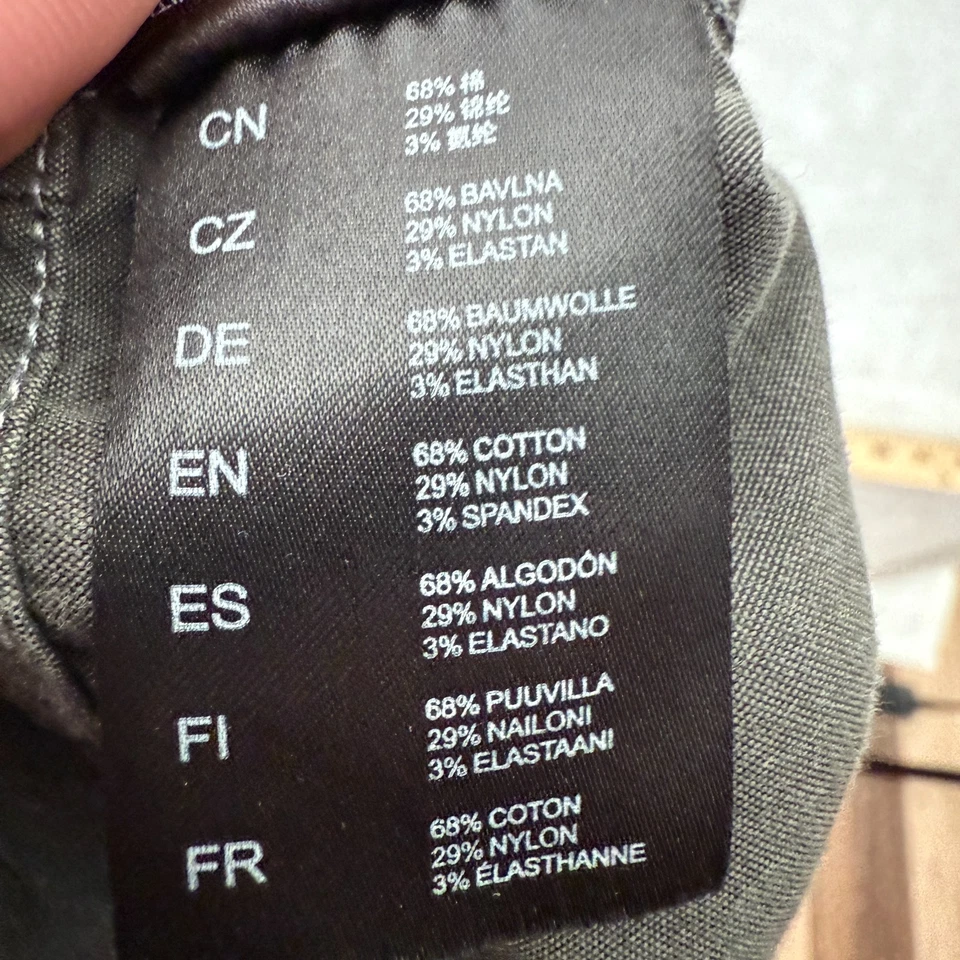 CN
68% 棉
29% 锦纶
3% 氨纶
CZ
68% BAVLNA
29% NYLON
3% ELASTAN
DE
68% BAUMWOLLE
29% NYLON
3% ELASTHAN
EN
68% COTTON
29% NYLON
3% SPANDEX
ES
68% ALGODÓN
29% NYLON
3% ELASTANO
FI
68% PUUVILLA
29% NAILONI
3% ELASTAANI
FR
68% COTON
29% NYLON
3% ÉLASTHANNE